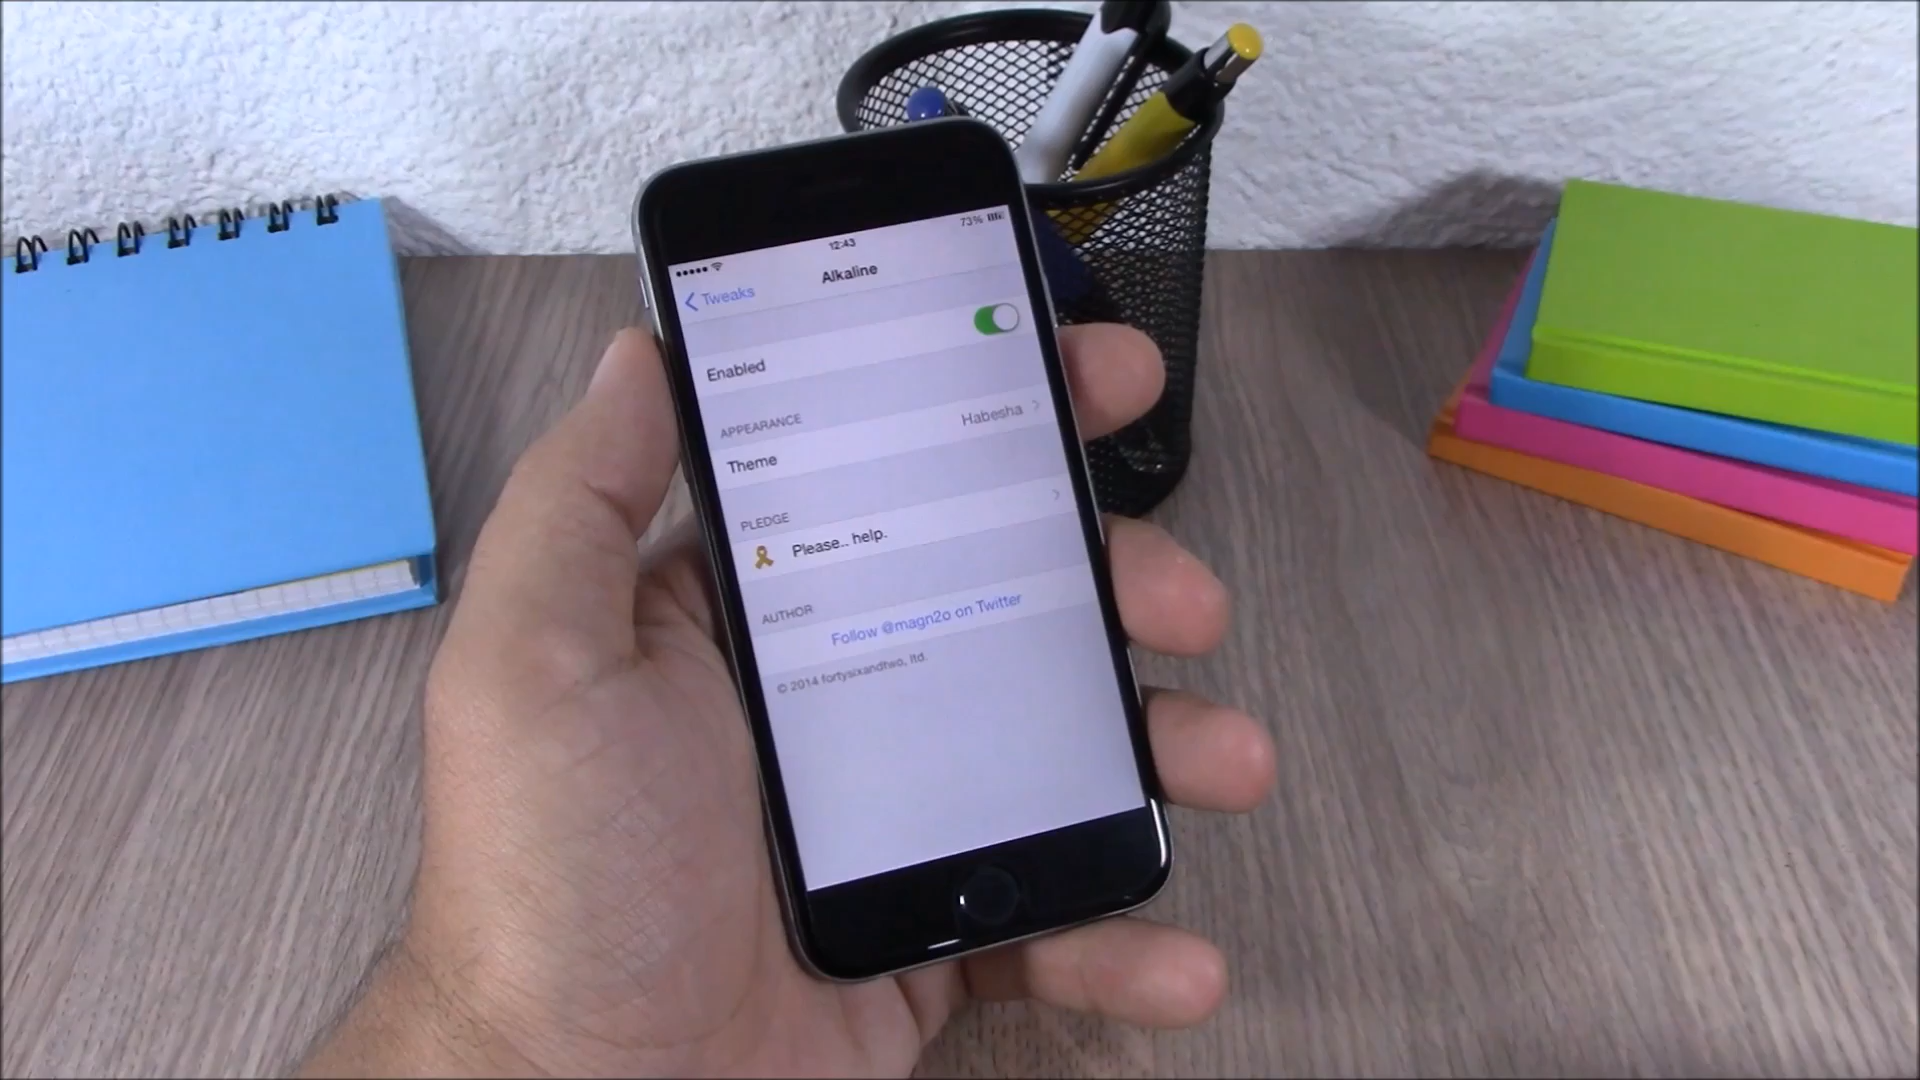 12:43
73%
Tweaks
Alkaline
Enabled
APPEARANCE
Theme Habesha
PLEDGE
Please.. help.
AUTHOR
Follow @magn2o on Twitter
© 2014 fortysixandtwo, ltd.